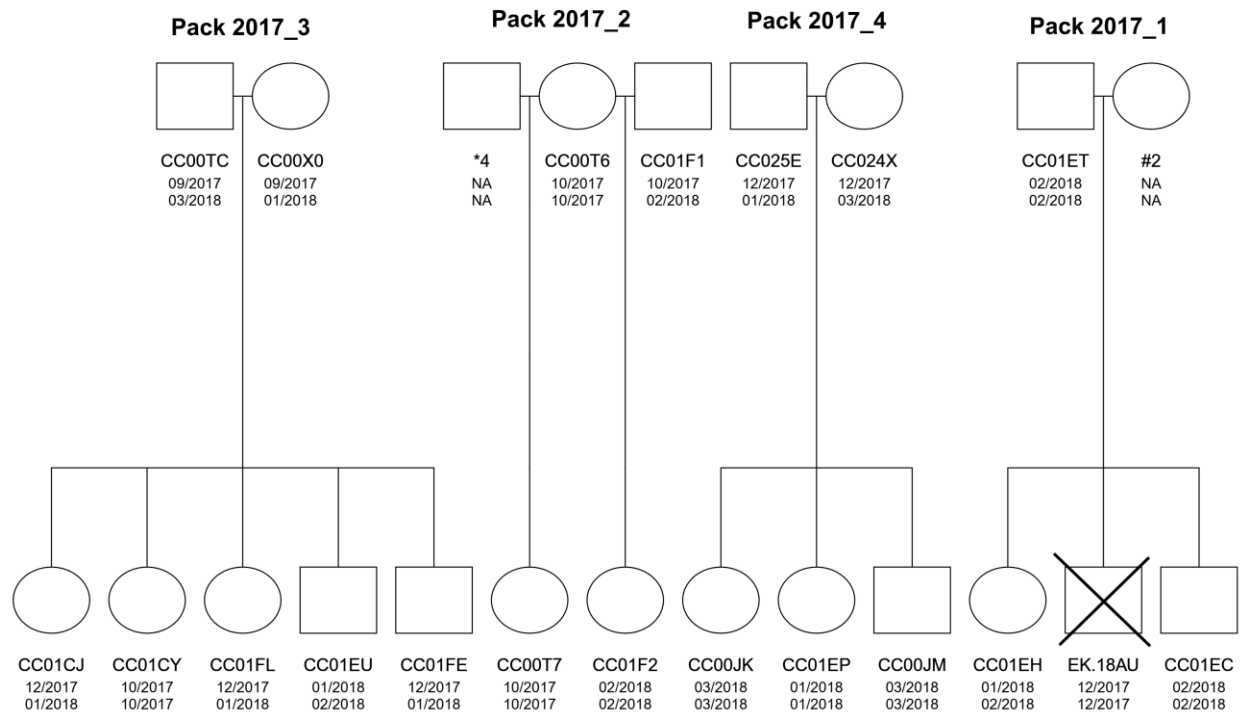 Pack 2017_3 Pack 2017_2 Pack 2017_4 Pack 2017_1
CC00TC CC00X0 *4 CC00T6 CC01F1 CC025E CC024X CC01ET #2
09/2017 09/2017 NA 10/2017 10/2017 12/2017 12/2017 02/2018 NA
03/2018 01/2018 NA 10/2017 02/2018 01/2018 03/2018 02/2018 NA
CC01CJ CC01CY CC01FL CC01EU CC01FE CC00T7 CC01F2 CC00JK CC01EP CC00JM CC01EH EK.18AU CC01EC
12/2017 10/2017 12/2017 01/2018 12/2017 10/2017 02/2018 03/2018 01/2018 03/2018 01/2018 12/2017 02/2018
01/2018 10/2017 01/2018 02/2018 01/2018 10/2017 02/2018 03/2018 01/2018 03/2018 02/2018 12/2017 02/2018